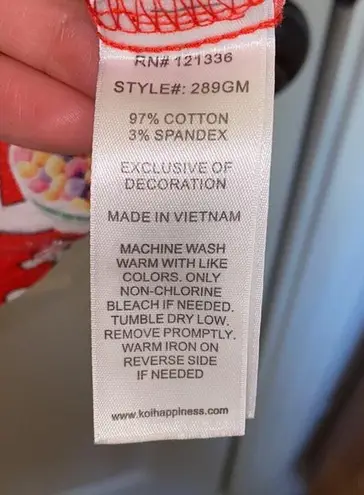 RN# 121336
STYLE#: 289GM
97% COTTON
3% SPANDEX
EXCLUSIVE OF
DECORATION
MADE IN VIETNAM
MACHINE WASH
WARM WITH LIKE
COLORS. ONLY
NON-CHLORINE
BLEACH IF NEEDED.
TUMBLE DRY LOW.
REMOVE PROMPTLY.
WARM IRON ON
REVERSE SIDE
IF NEEDED
www.koihappiness.com